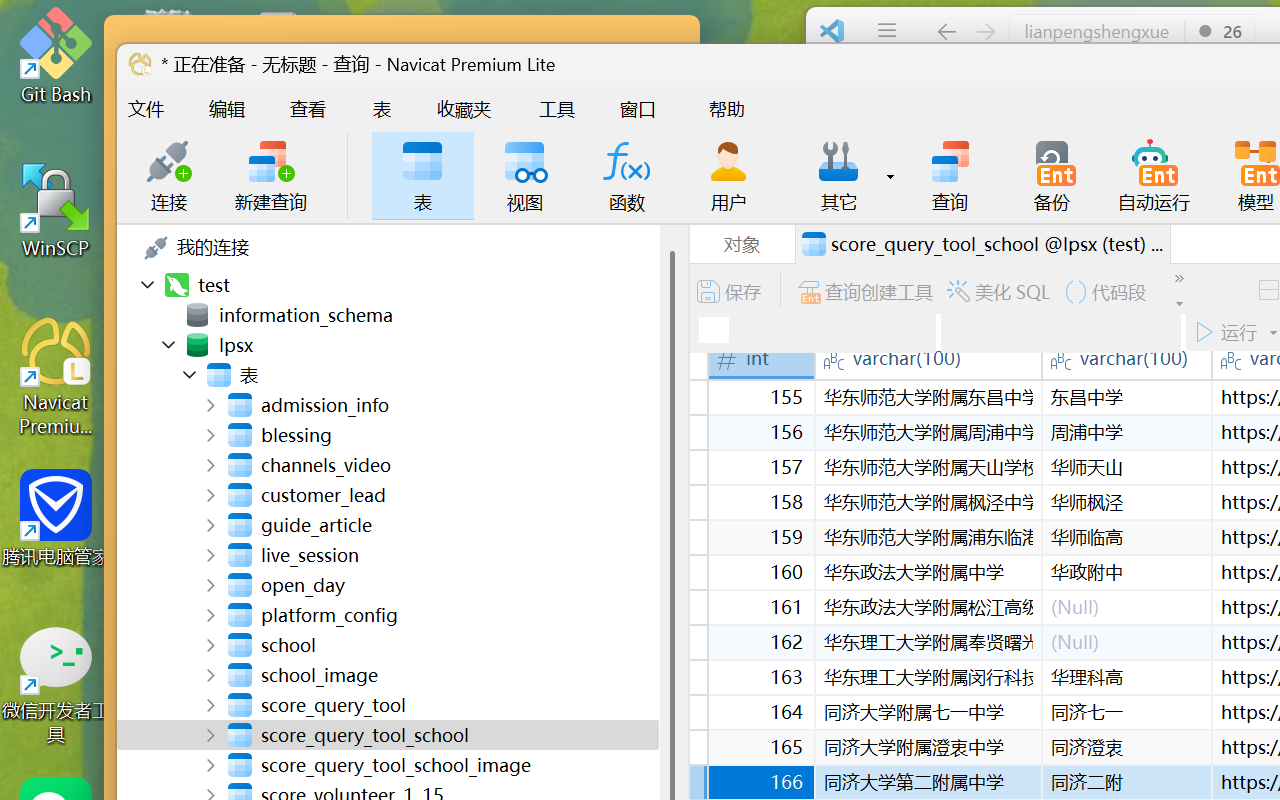 Git Bash
WinSCP
Navicat
Premiu...
腾讯电脑管家
微信开发者工
具
lianpengshengxue
26
* 正在准备 - 无标题 - 查询 - Navicat Premium Lite
文件 编辑 查看 表 收藏夹 工具 窗口 帮助
连接 新建查询 表 视图 函数 用户 其它 查询 备份 自动运行 模型
Ent Ent Ent
我的连接
test
information_schema
lpsx
表
admission_info
blessing
channels_video
customer_lead
guide_article
live_session
open_day
platform_config
school
school_image
score_query_tool
score_query_tool_school
score_query_tool_school_image
score_volunteer_1_15
对象 score_query_tool_school @lpsx (test) ...
保存 查询创建工具 美化 SQL () 代码段 »
运行
# int ABC varchar(100) ABC varchar(100) ABC varc
155 华东师范大学附属东昌中学 东昌中学 https:/
156 华东师范大学附属周浦中学 周浦中学 https:/
157 华东师范大学附属天山学校 华师天山 https:/
158 华东师范大学附属枫泾中学 华师枫泾 https:/
159 华东师范大学附属浦东临港 华师临高 https:/
160 华东政法大学附属中学 华政附中 https:/
161 华东政法大学附属松江高级 (Null) https:/
162 华东理工大学附属奉贤曙光 (Null) https:/
163 华东理工大学附属闵行科技 华理科高 https:/
164 同济大学附属七一中学 同济七一 https:/
165 同济大学附属澄衷中学 同济澄衷 https:/
166 同济大学第二附属中学 同济二附 https:/